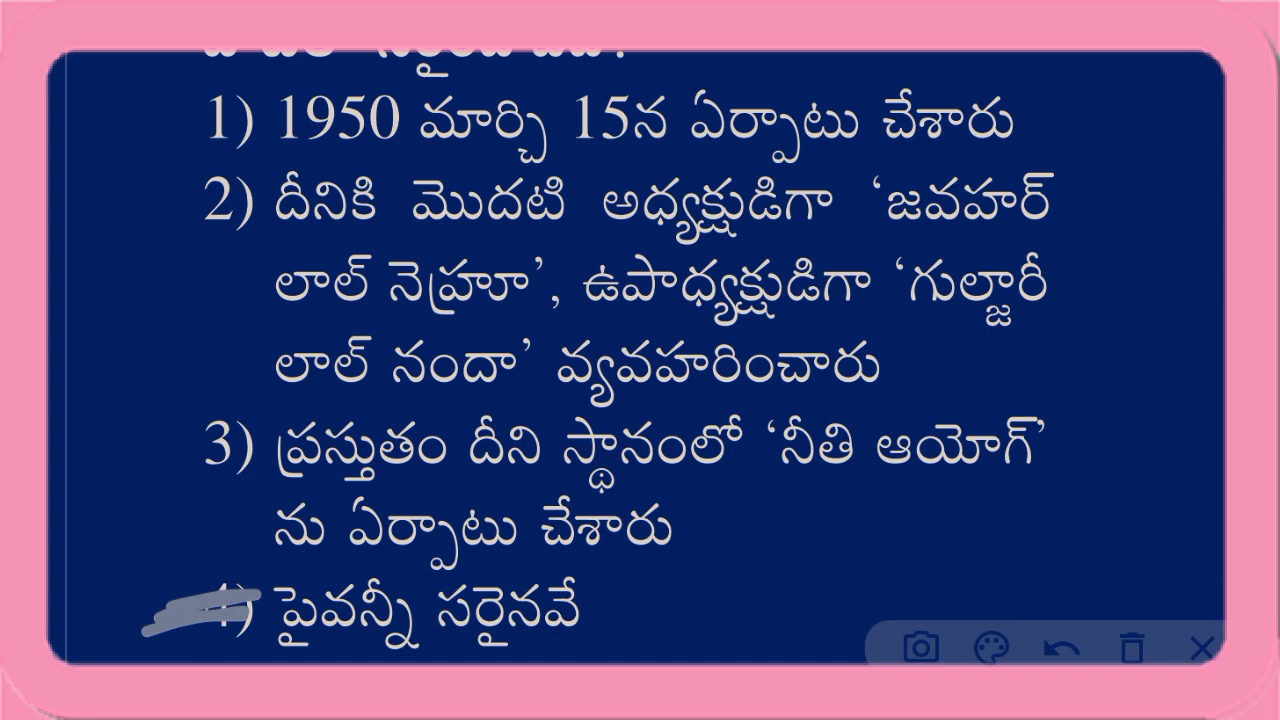 1) 1950 మార్చి 15న ఏర్పాటు చేశారు
2) దీనికి మొదటి అధ్యక్షుడిగా ‘జవహర్
లాల్ నెహ్రూ’, ఉపాధ్యక్షుడిగా ‘గుల్జారీ
లాల్ నందా’ వ్యవహరించారు
3) ప్రస్తుతం దీని స్థానంలో ‘నీతి ఆయోగ్’
ను ఏర్పాటు చేశారు
4) పైవన్నీ సరైనవే